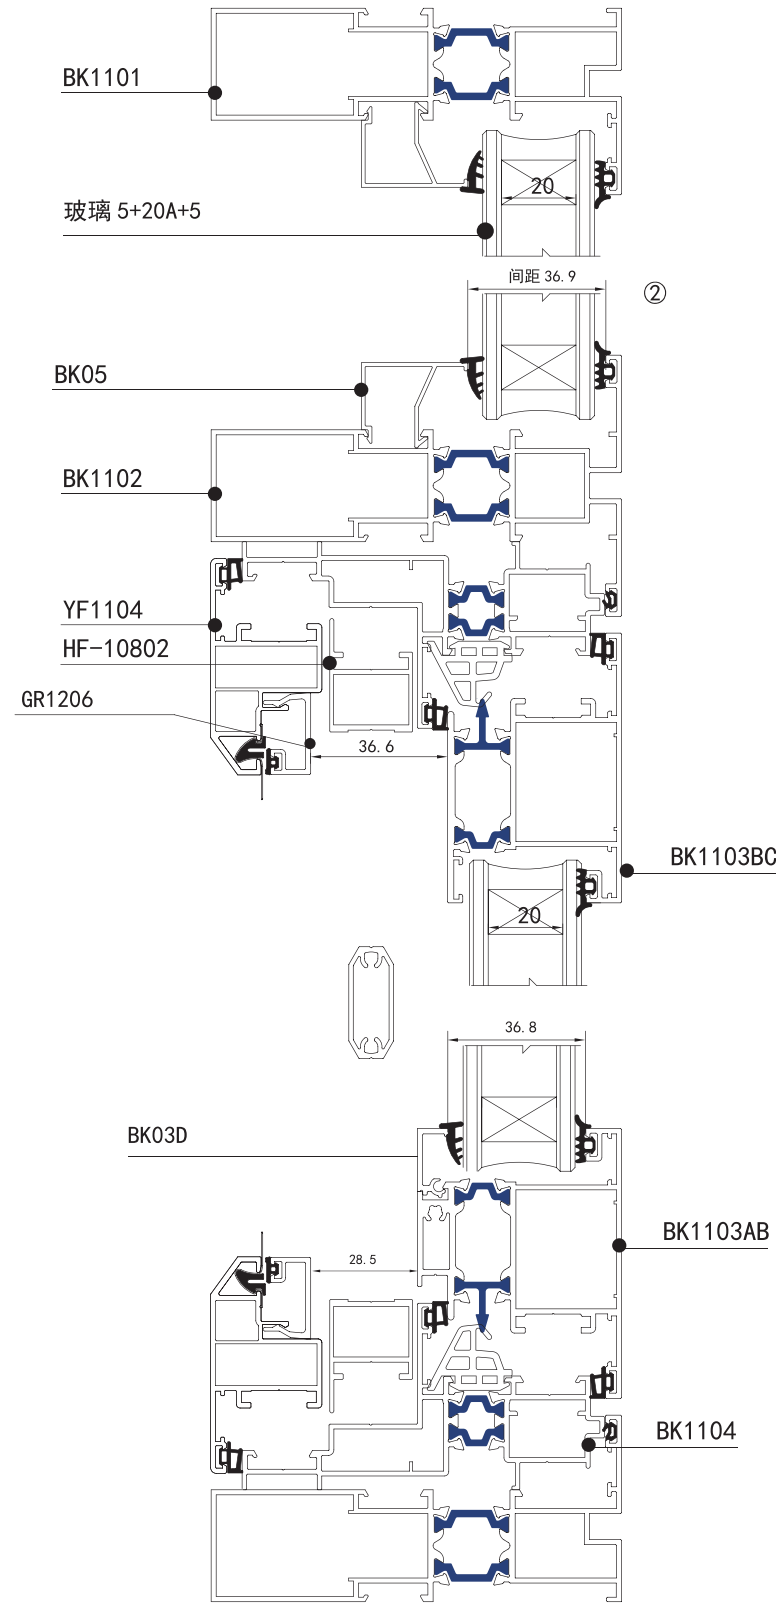 BK1101
20
玻璃 5+20A+5
间距 36.9
②
BK05
BK1102
YF1104
HF-10802
GR1206
36.6
BK1103BC
20
36.8
BK03D
BK1103AB
28.5
BK1104